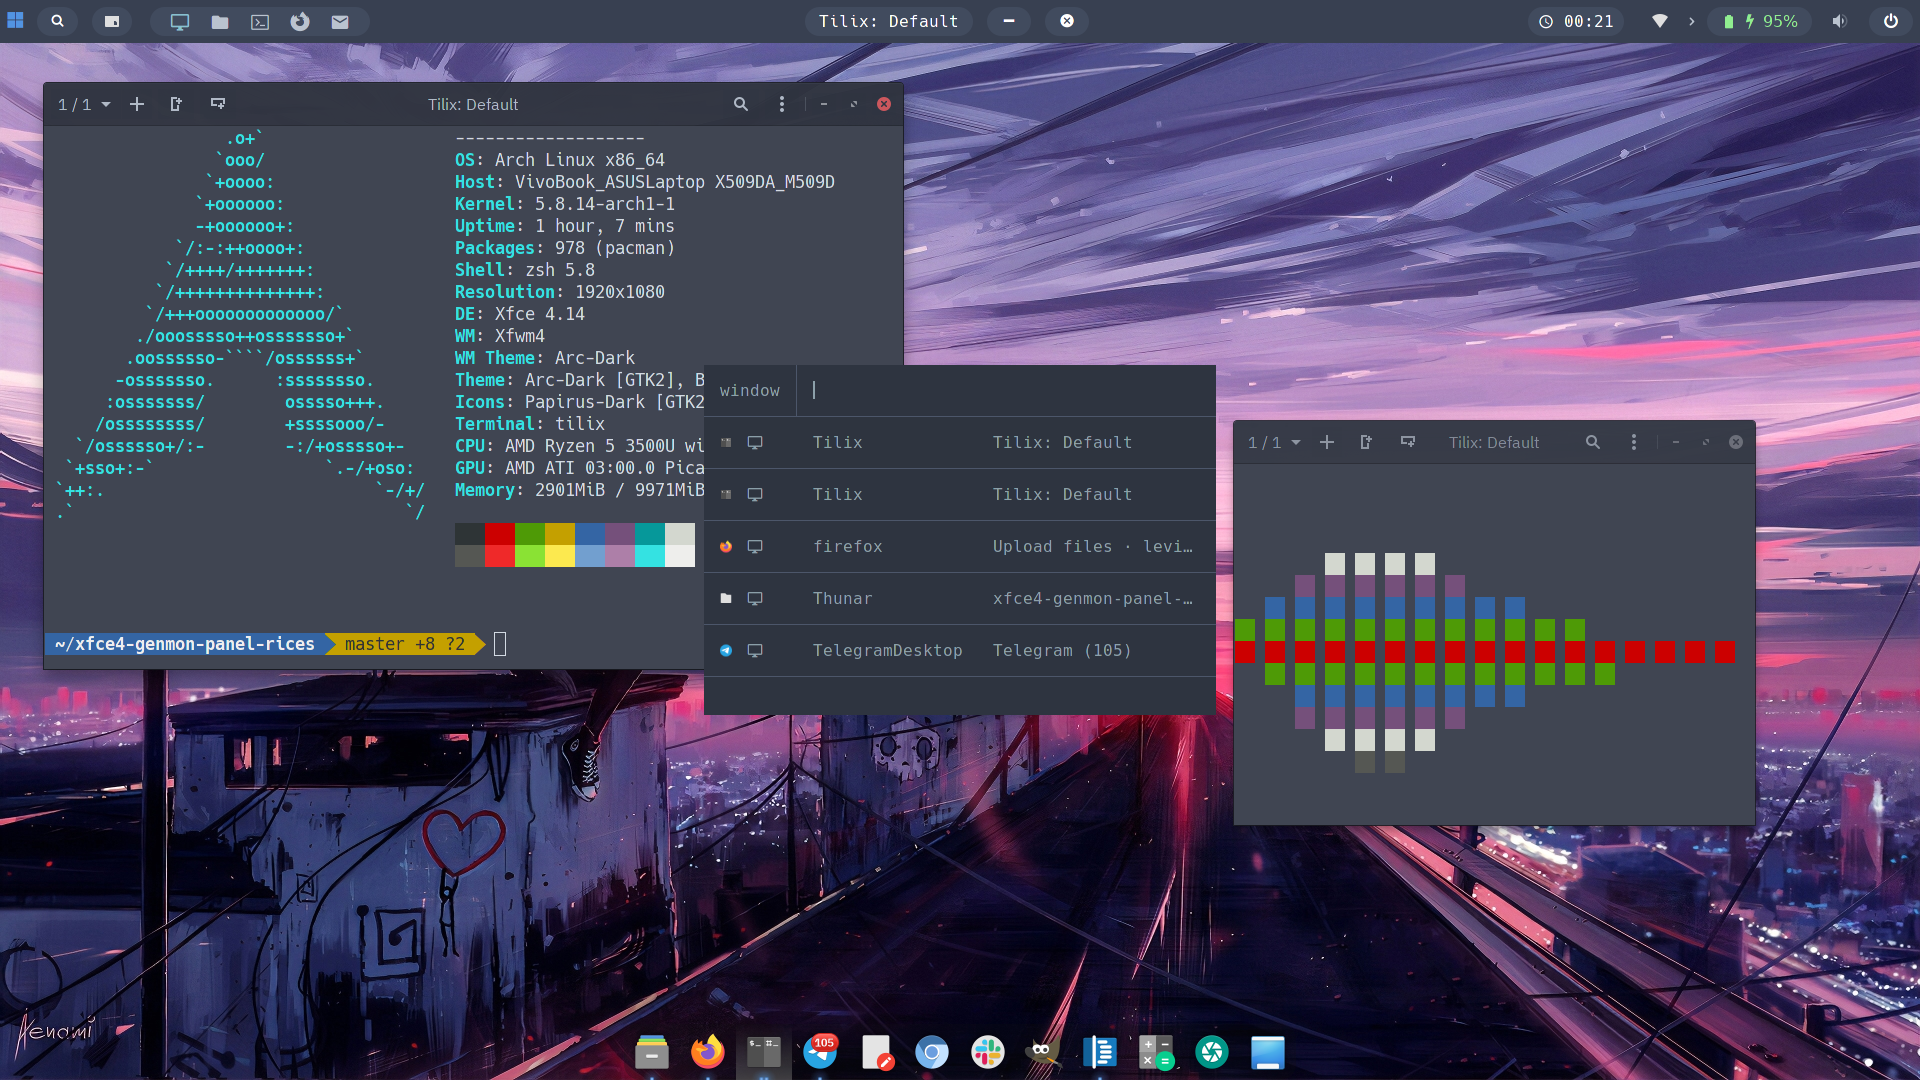 Tilix: Default
00:21
95%
1 / 1
Tilix: Default
-------------------
OS: Arch Linux x86_64
Host: VivoBook_ASUSLaptop X509DA_M509D
Kernel: 5.8.14-arch1-1
Uptime: 1 hour, 7 mins
Packages: 978 (pacman)
Shell: zsh 5.8
Resolution: 1920x1080
DE: Xfce 4.14
WM: Xfwm4
WM Theme: Arc-Dark
Theme: Arc-Dark [GTK2], B
Icons: Papirus-Dark [GTK2
Terminal: tilix
CPU: AMD Ryzen 5 3500U wi
GPU: AMD ATI 03:00.0 Pica
Memory: 2901MiB / 9971MiB
.o+`
`ooo/
`+oooo:
`+oooooo:
-+oooooo+:
`/:-:++oooo+:
`/++++/+++++++:
`/++++++++++++++:
`/+++ooooooooooooo/`
./ooosssso++osssssso+`
.oossssso-````/ossssss+`
-osssssso.      :ssssssso.
:osssssss/        osssso+++.
/ossssssss/        +ssssooo/-
`/ossssso+/:-        -:/+osssso+-
`+sso+:-`                 `.-/+oso:
`++:.                           `-/+/
.`                                 `/
~/xfce4-genmon-panel-rices master +8 ?2
window
Tilix Tilix: Default
Tilix Tilix: Default
firefox Upload files · levi…
Thunar xfce4-genmon-panel-…
TelegramDesktop Telegram (105)
1 / 1
Tilix: Default
Aenami
105